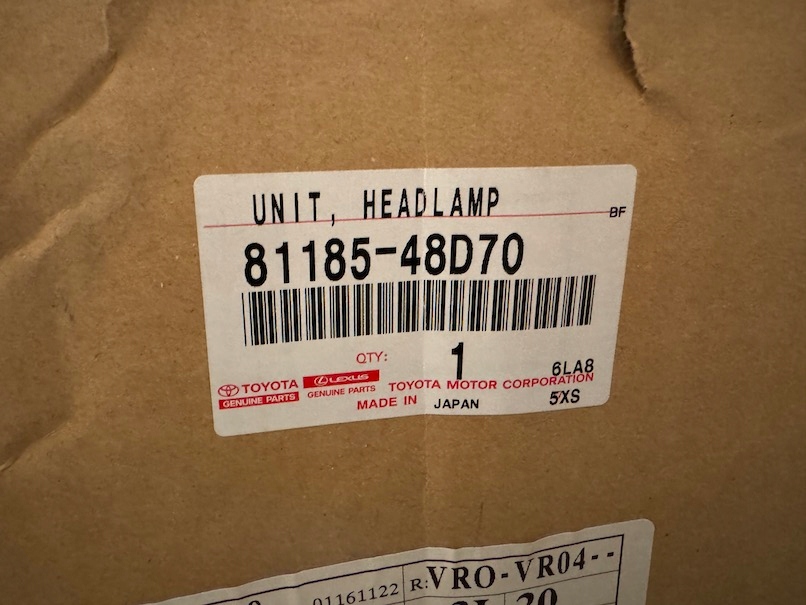 UNIT, HEADLAMP
BF
81185-48D70
QTY: 1
6LA8
TOYOTA LEXUS TOYOTA MOTOR CORPORATION
GENUINE PARTS GENUINE PARTS MADE IN JAPAN 5XS
01161122 R:VRO-VR04--
20